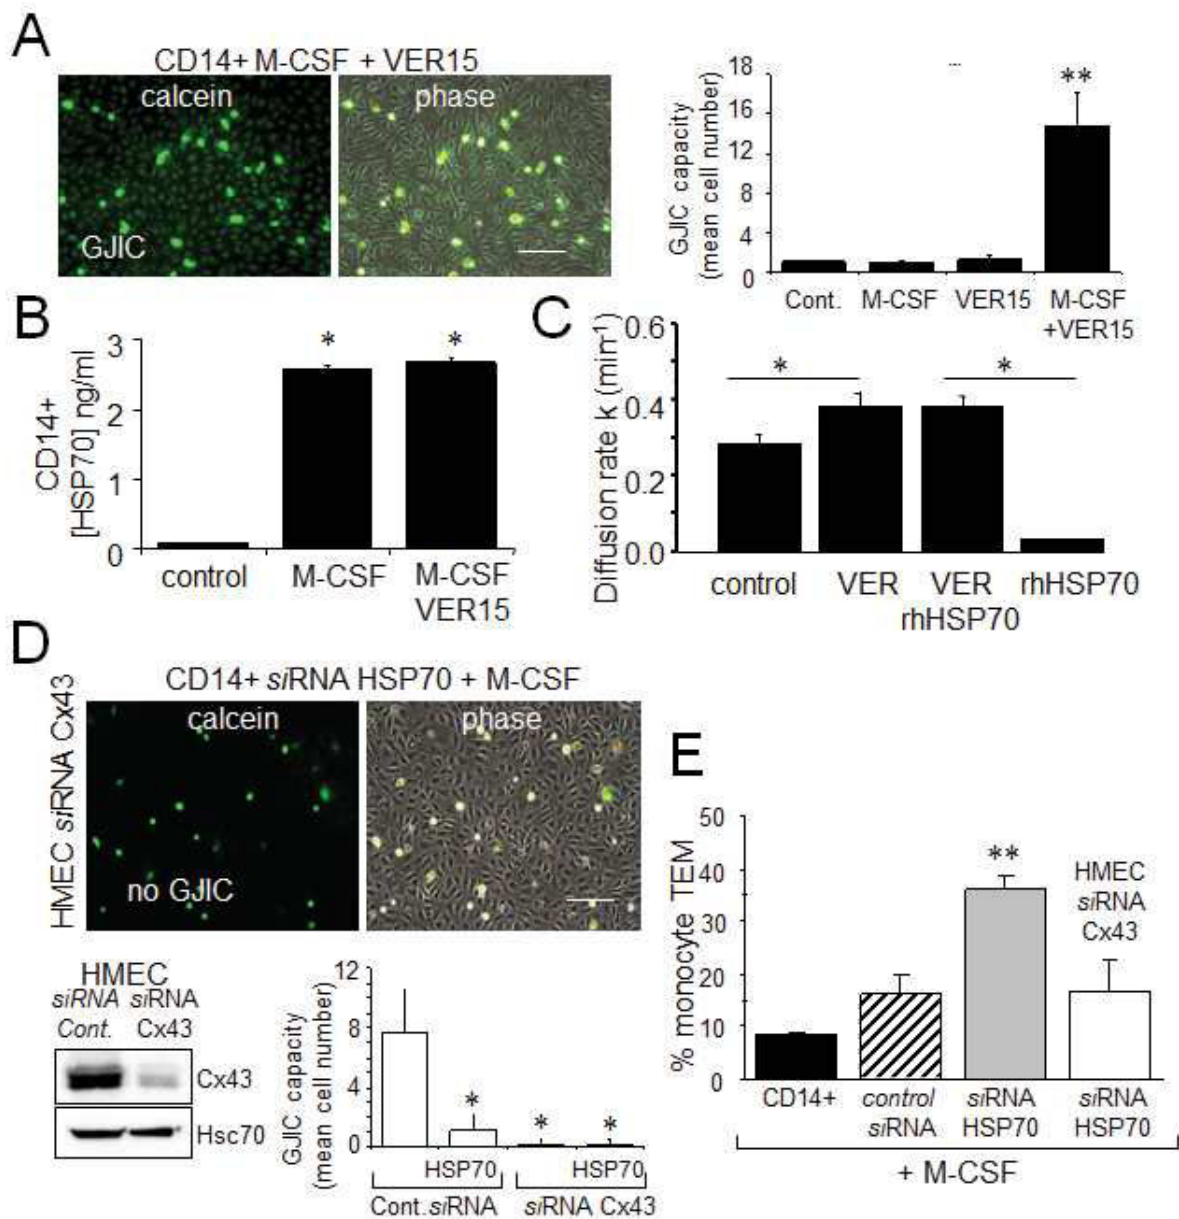 A
CD14+ M-CSF + VER15
calcein
phase
GJIC
GJIC capacity
(mean cell number)
18
16
12
8
4
0
...
**
Cont.
M-CSF
VER15
M-CSF
+VER15
B
CD14+
[HSP70] ng/ml
3
2
1
0
*
*
control
M-CSF
M-CSF
VER15
C
Diffusion rate k (min-1)
0.6
0.4
0.2
0.0
*
*
control
VER
VER
rhHSP70
rhHSP70
D
CD14+ siRNA HSP70 + M-CSF
HMEC siRNA Cx43
calcein
phase
no GJIC
HMEC
siRNA
Cont.
siRNA
Cx43
Cx43
Hsc70
GJIC capacity
(mean cell number)
12
8
4
0
*
*
*
HSP70
HSP70
Cont.siRNA
siRNA Cx43
E
% monocyte TEM
50
40
35
20
10
0
**
HMEC
siRNA
Cx43
CD14+
control
siRNA
siRNA
HSP70
siRNA
HSP70
+ M-CSF